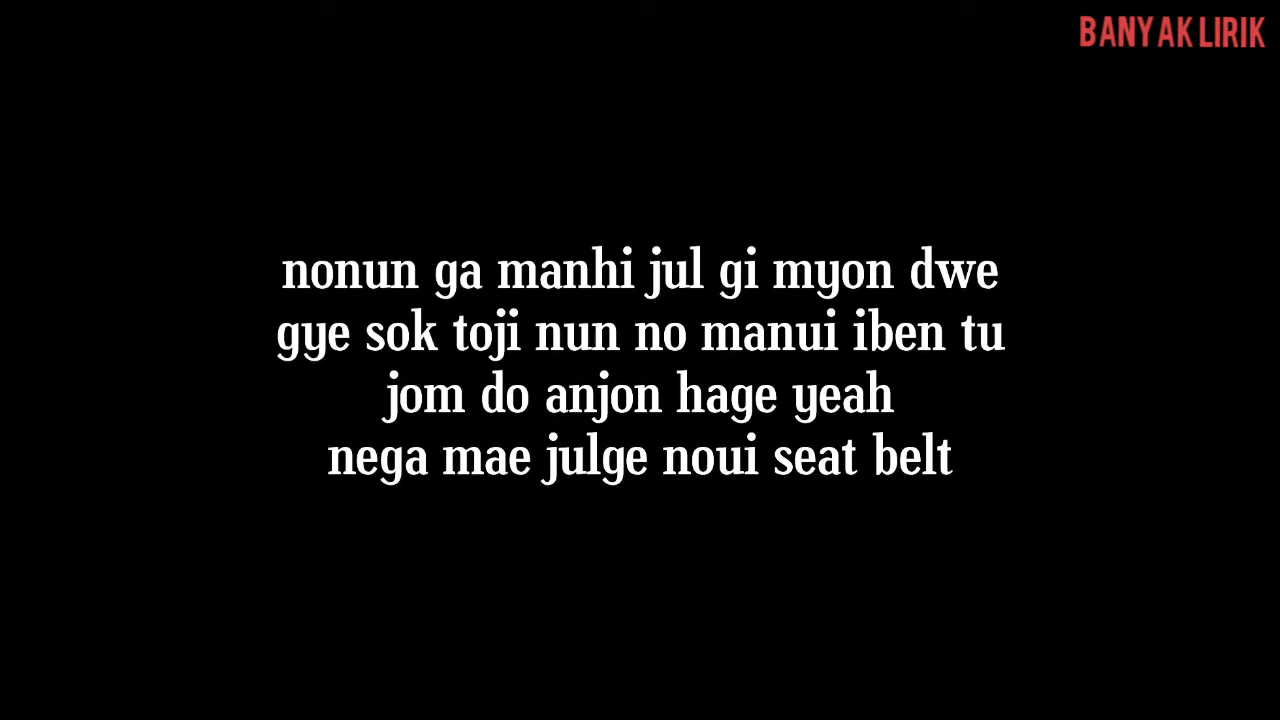 BANYAK LIRIK
nonun ga manhi jul gi myon dwe
gye sok toji nun no manui iben tu
jom do anjon hage yeah
nega mae julge noui seat belt